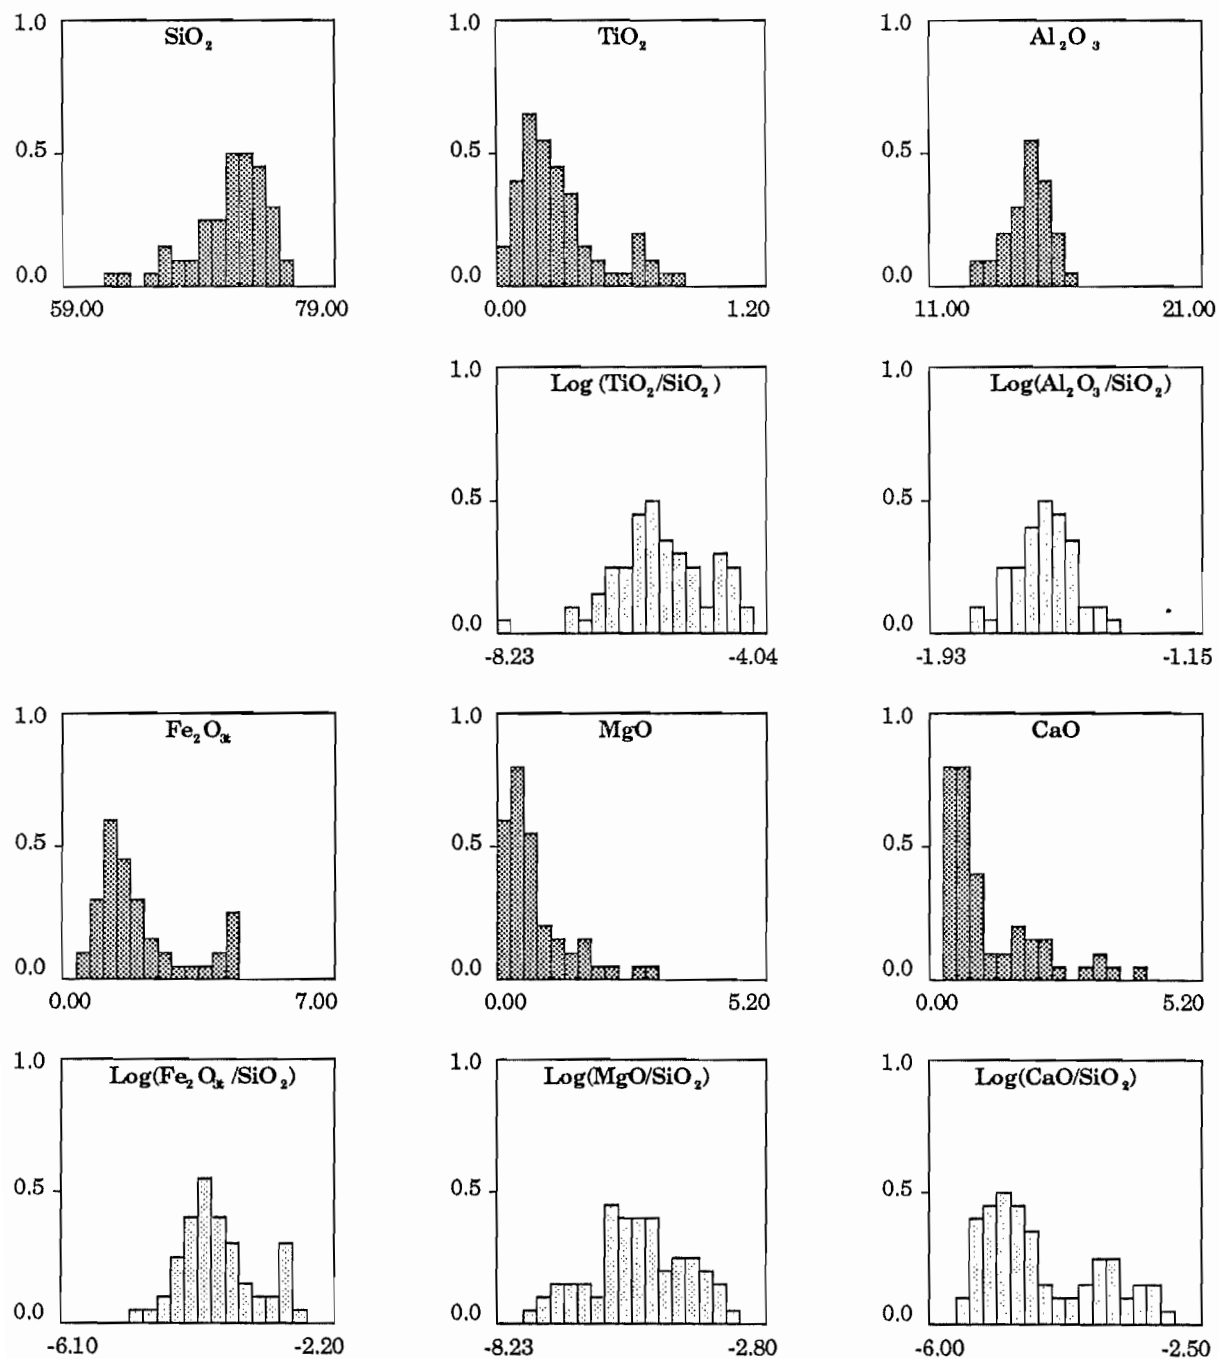 1.0 1.0 1.0
SiO₂ TiO₂ Al₂O₃
0.5 0.5 0.5
0.0 0.0 0.0
59.00 79.00 0.00 1.20 11.00 21.00
1.0 1.0
Log (TiO₂/SiO₂) Log(Al₂O₃/SiO₂)
0.5 0.5
0.0 0.0
-8.23 -4.04 -1.93 -1.15
1.0 1.0 1.0
Fe₂O₃ₜ MgO CaO
0.5 0.5 0.5
0.0 0.0 0.0
0.00 7.00 0.00 5.20 0.00 5.20
1.0 1.0 1.0
Log(Fe₂O₃ₜ/SiO₂) Log(MgO/SiO₂) Log(CaO/SiO₂)
0.5 0.5 0.5
0.0 0.0 0.0
-6.10 -2.20 -8.23 -2.80 -6.00 -2.50